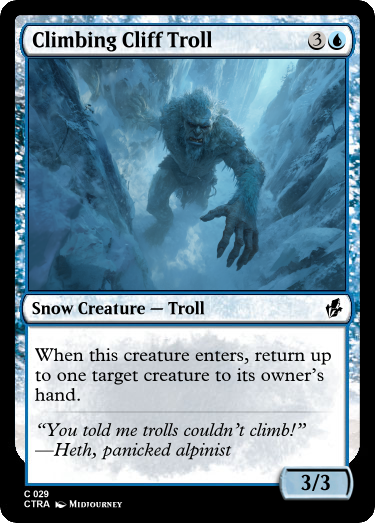 Climbing Cliff Troll 3
Snow Creature — Troll
When this creature enters, return up
to one target creature to its owner's
hand.
"You told me trolls couldn't climb!"
—Heth, panicked alpinist
3/3
C 029
CTRA Midjourney